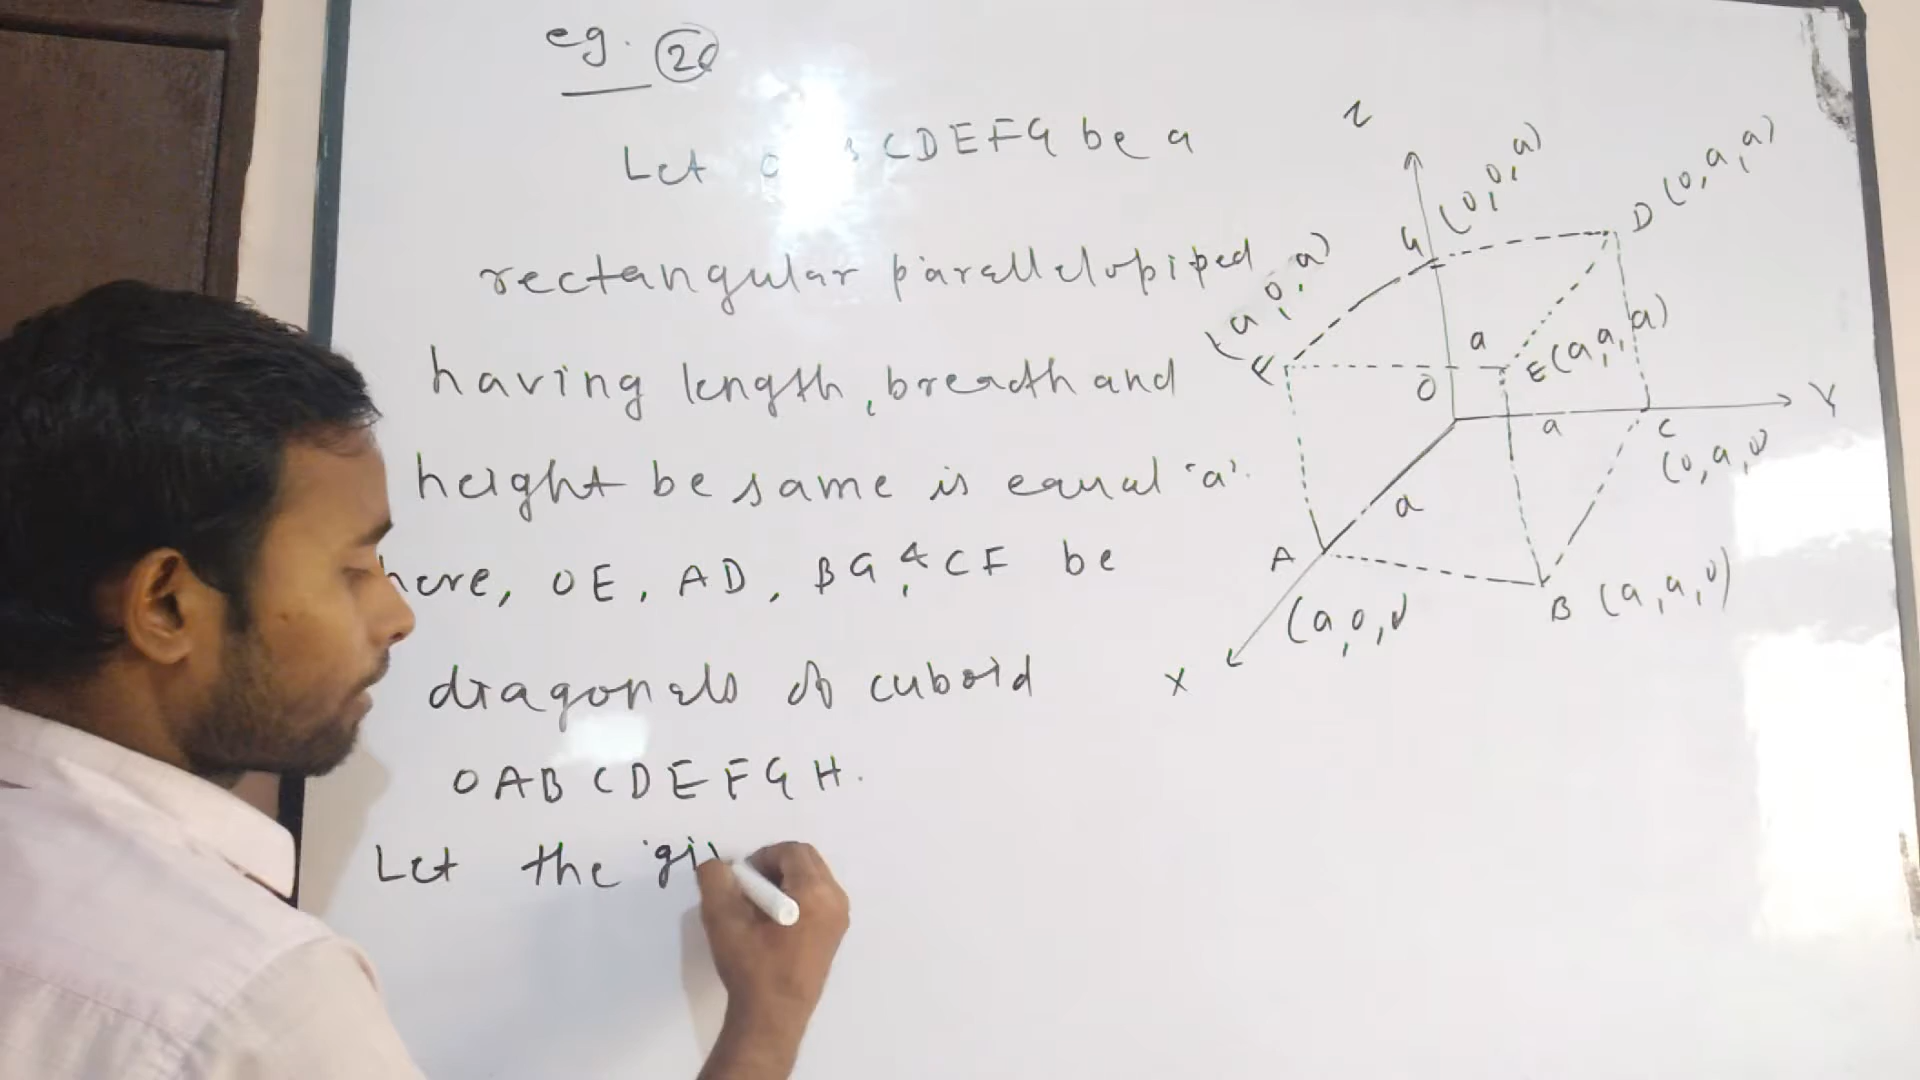 eg. 26
Let O B CDEFG be a
rectangular parallelopiped
having length, breadth and
height be same is equal 'a'.
here, OE, AD, BG & CF be
diagonals of cuboid
OABCDEFGH.
Let the gi
Z
G (0,0,a)
D (0,a,a)
F (a,0,a)
E (a,a,a)
a
O
a
Y
C
(0,a,0)
a
A
(a,0,0)
B (a,a,0)
X